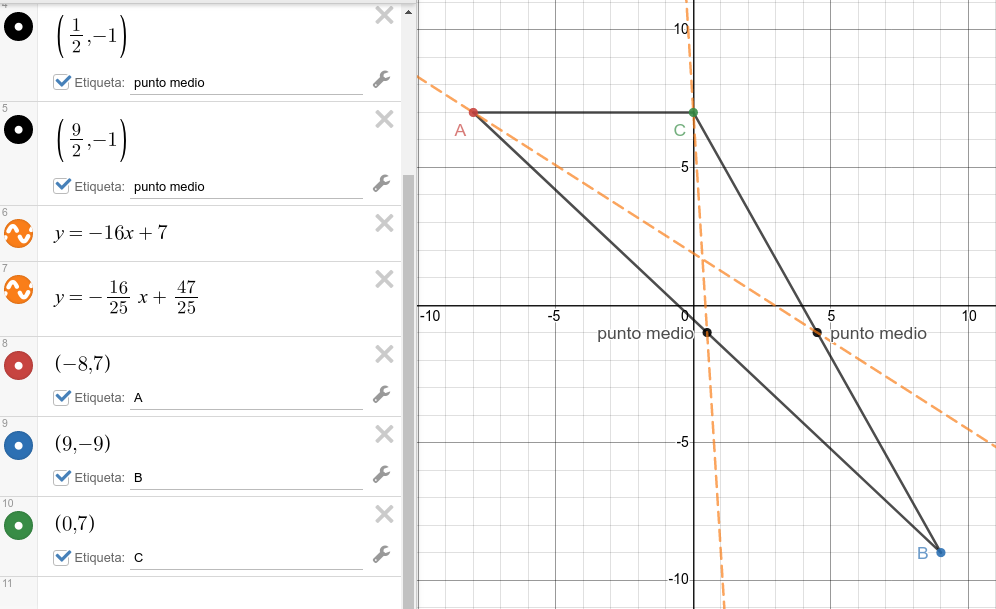 4
(1/2, -1)
Etiqueta: punto medio
5
(9/2, -1)
Etiqueta: punto medio
6
y = -16x + 7
7
y = -16/25 x + 47/25
8
(-8,7)
Etiqueta: A
9
(9,-9)
Etiqueta: B
10
(0,7)
Etiqueta: C
11
10
A
C
5
-10
-5
0
5
10
punto medio
punto medio
-5
B
-10